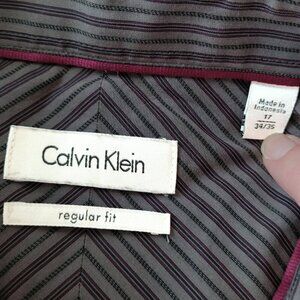 Calvin Klein
regular fit
Made in
Indonesia
17
34/35